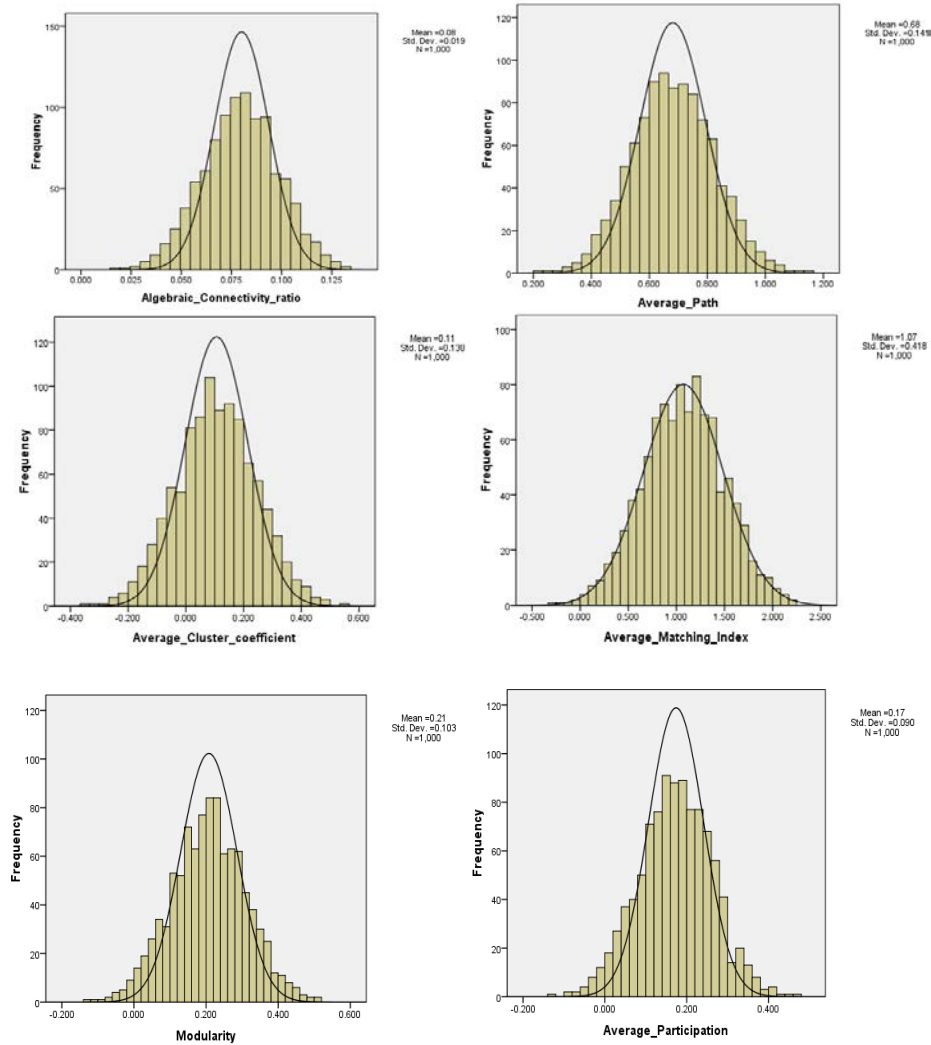 Mean =0.08
Std. Dev. =0.019
N =1,000
Frequency
150
100
50
0
0.000 0.025 0.050 0.075 0.100 0.125
Algebraic_Connectivity_ratio
Mean =0.68
Std. Dev. =0.1418
N =1,000
Frequency
120
100
80
60
40
20
0
0.200 0.400 0.600 0.800 1.000 1.200
Average_Path
Mean =0.11
Std. Dev. =0.130
N =1,000
Frequency
120
100
80
60
40
20
0
-0.400 -0.200 0.000 0.200 0.400 0.600
Average_Cluster_coefficient
Mean =1.07
Std. Dev. =0.418
N =1,000
Frequency
100
80
60
40
20
0
-0.500 0.000 0.500 1.000 1.500 2.000 2.500
Average_Matching_Index
Mean =0.21
Std. Dev. =0.103
N =1,000
Frequency
120
100
80
60
40
20
0
-0.200 0.000 0.200 0.400 0.600
Modularity
Mean =0.17
Std. Dev. =0.090
N =1,000
Frequency
120
100
80
60
40
20
0
-0.200 0.000 0.200 0.400
Average_Participation